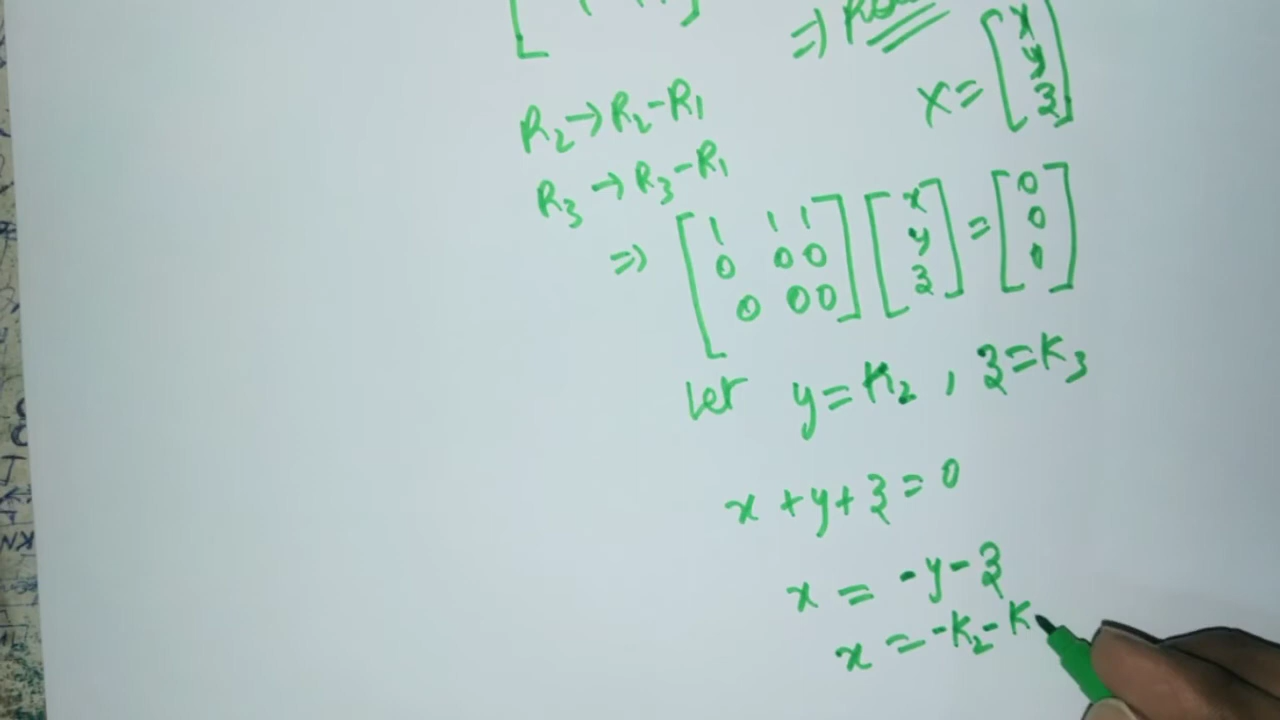 X = [x y z]
R2 → R2 - R1
R3 → R3 - R1
⇒ [1 1 1; 0 0 0; 0 0 0] [x y z] = [0 0 0]
Let y = K2, z = K3
x + y + z = 0
x = -y - z
x = -K2 - K